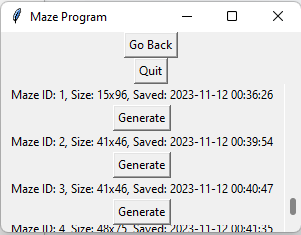 Maze Program
Go Back
Quit
Maze ID: 1, Size: 15x96, Saved: 2023-11-12 00:36:26
Generate
Maze ID: 2, Size: 41x46, Saved: 2023-11-12 00:39:54
Generate
Maze ID: 3, Size: 41x46, Saved: 2023-11-12 00:40:47
Generate
Maze ID: 4, Size: 48x75, Saved: 2023-11-12 00:41:35